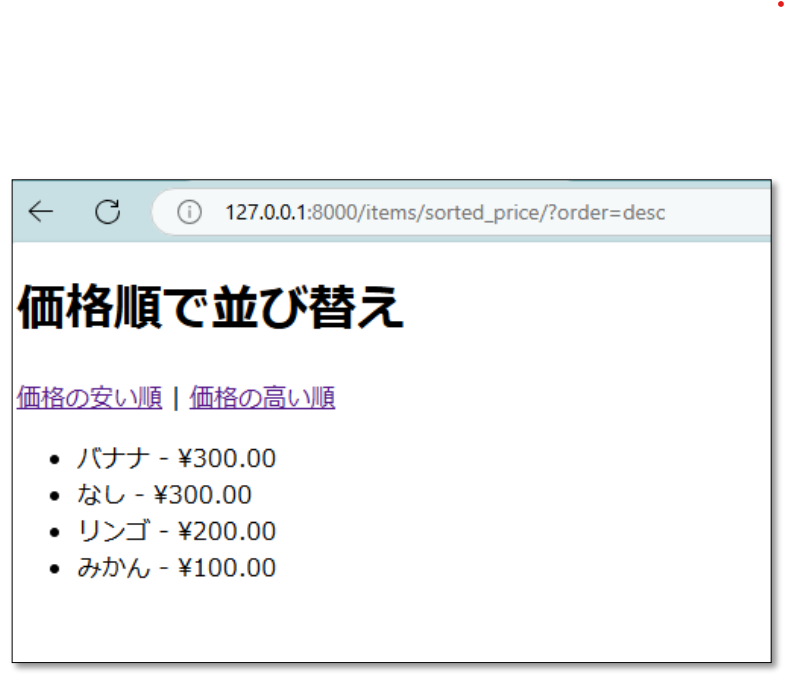 127.0.0.1:8000/items/sorted_price/?order=desc
価格順で並び替え
価格の安い順 | 価格の高い順
• バナナ - ¥300.00
• なし - ¥300.00
• リンゴ - ¥200.00
• みかん - ¥100.00